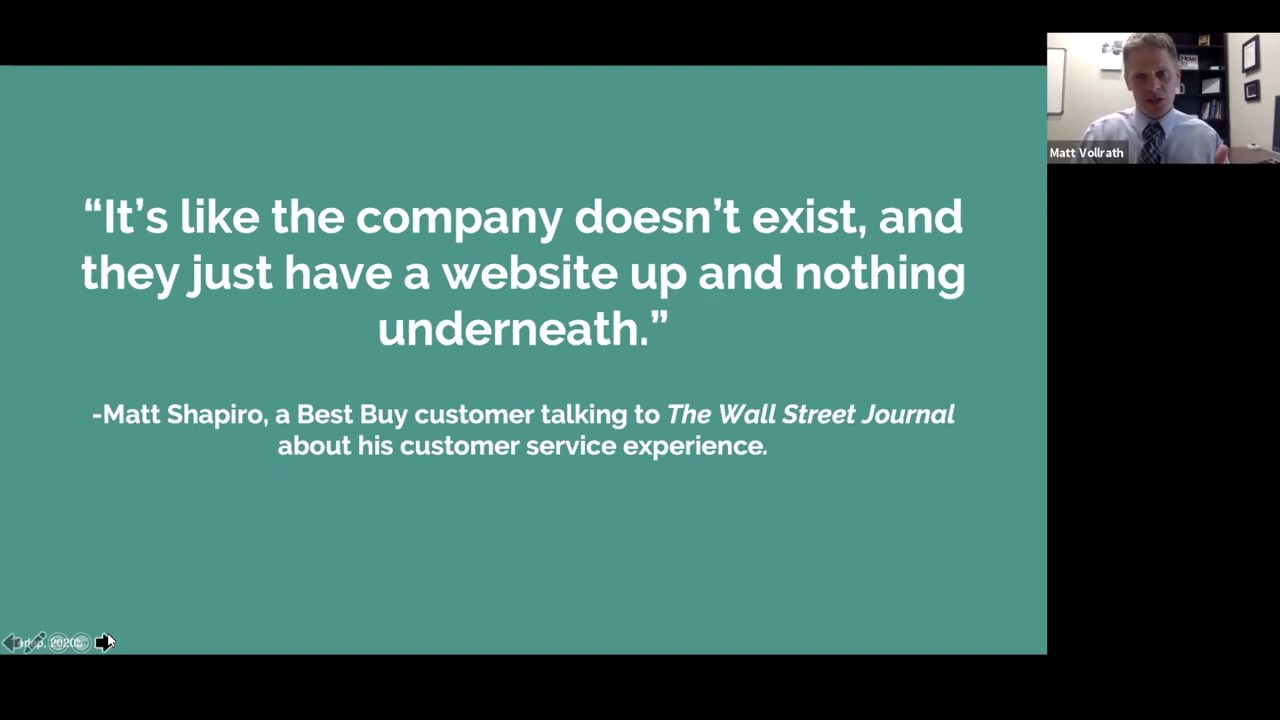 “It’s like the company doesn’t exist, and
they just have a website up and nothing
underneath.”
-Matt Shapiro, a Best Buy customer talking to The Wall Street Journal
about his customer service experience.
Matt Vollrath